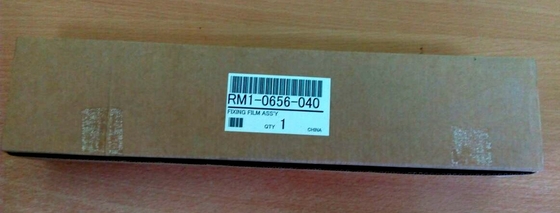 RM1-0656-040
FIXING FILM ASS'Y
QTY 1 CHINA